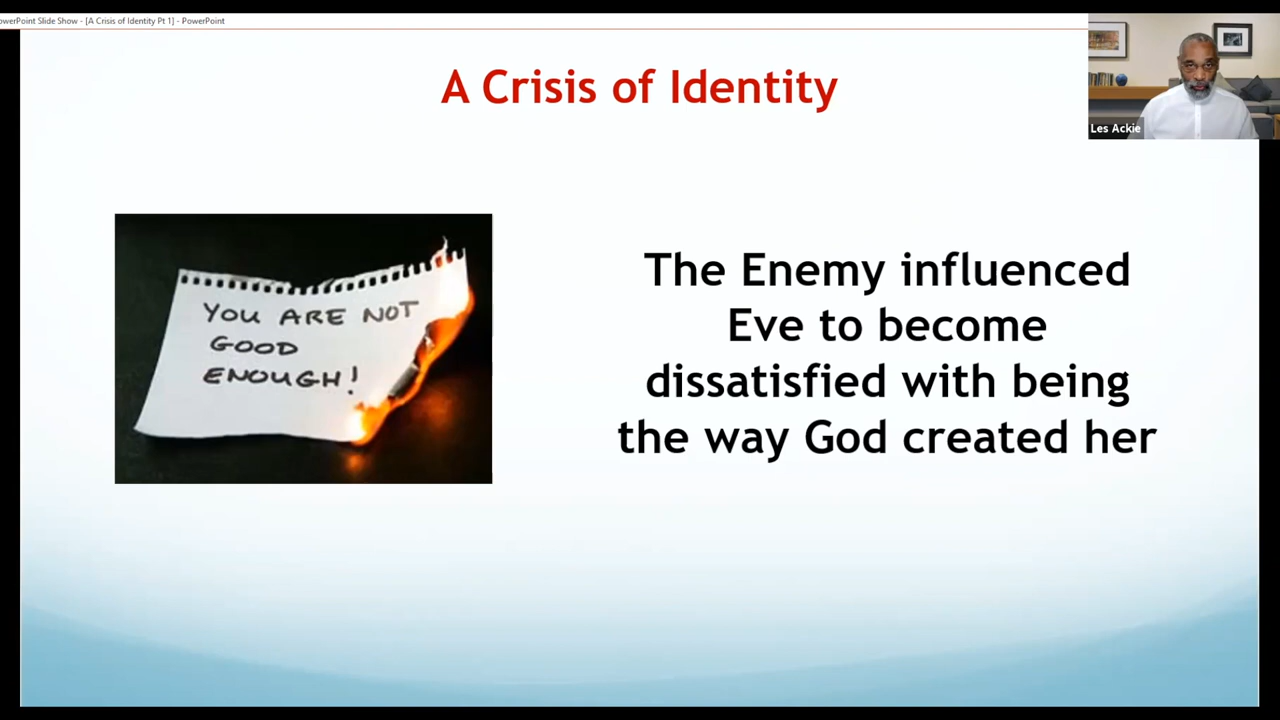 owerPoint Slide Show - [A Crisis of Identity Pt 1] - PowerPoint
A Crisis of Identity
Les Ackie
YOU ARE NOT
GOOD
ENOUGH!
The Enemy influenced
Eve to become
dissatisfied with being
the way God created her